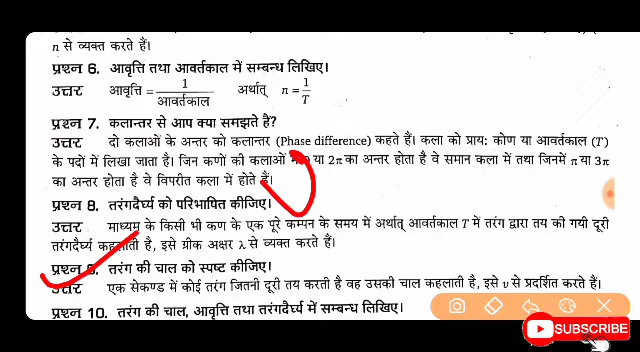 n से व्यक्त करते हैं।
प्रश्न 6. आवृत्ति तथा आवर्तकाल में सम्बन्ध लिखिए।
उत्तर आवृत्ति = 1/आवर्तकाल अर्थात् n = 1/T
प्रश्न 7. कलान्तर से आप क्या समझते हैं?
उत्तर दो कलाओं के अन्तर को कलान्तर (Phase difference) कहते हैं। कला को प्राय: कोण या आवर्तकाल (T)
के पदों में लिखा जाता है। जिन कणों की कलाओं या 2π का अन्तर होता है वे समान कला में तथा जिनमें π या 3π
का अन्तर होता है वे विपरीत कला में होते हैं।
प्रश्न 8. तरंगदैर्घ्य को परिभाषित कीजिए।
उत्तर माध्यम के किसी भी कण के एक पूरे कम्पन के समय में अर्थात् आवर्तकाल T में तरंग द्वारा तय की गयी दूरी
तरंगदैर्घ्य कहलाती है, इसे ग्रीक अक्षर λ से व्यक्त करते हैं।
प्रश्न 9. तरंग की चाल को स्पष्ट कीजिए।
उत्तर एक सेकण्ड में कोई तरंग जितनी दूरी तय करती है वह उसकी चाल कहलाती है, इसे υ से प्रदर्शित करते हैं।
प्रश्न 10. तरंग की चाल, आवृत्ति तथा तरंगदैर्घ्य में सम्बन्ध लिखिए।
SUBSCRIBE